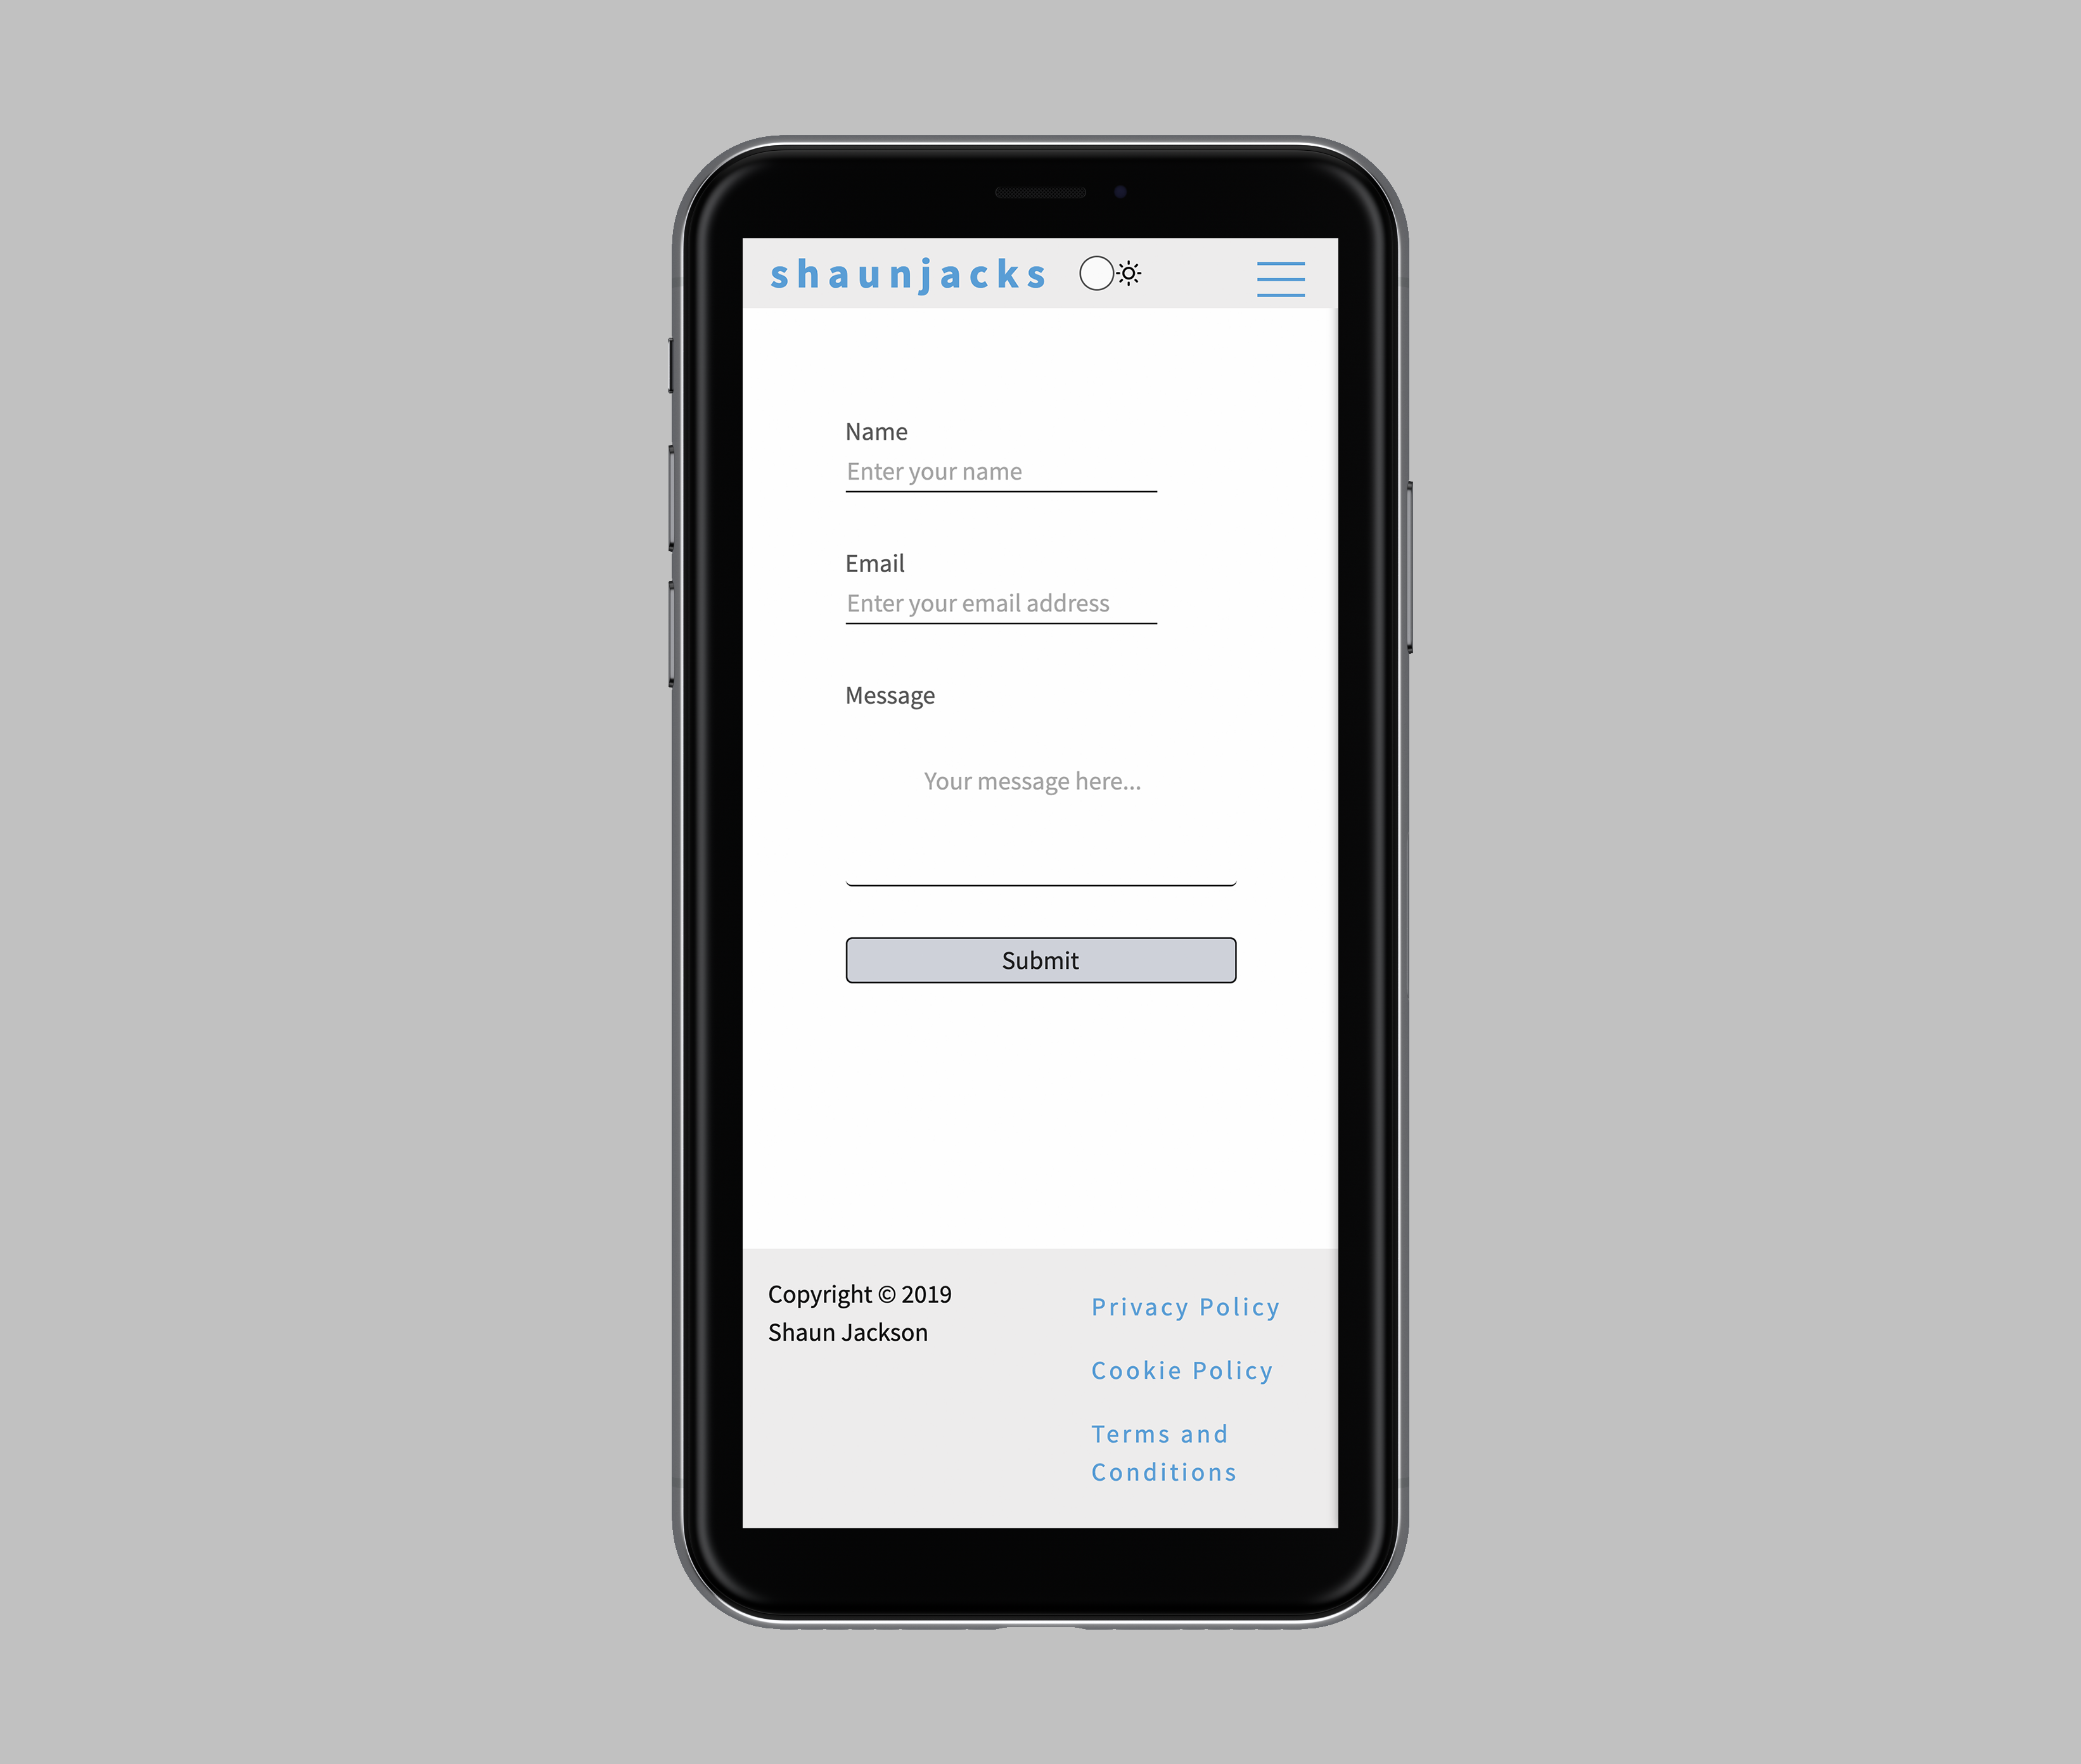 shaunjacks
Name
Enter your name
Email
Enter your email address
Message
Your message here...
Submit
Copyright © 2019
Shaun Jackson
Privacy Policy
Cookie Policy
Terms and
Conditions